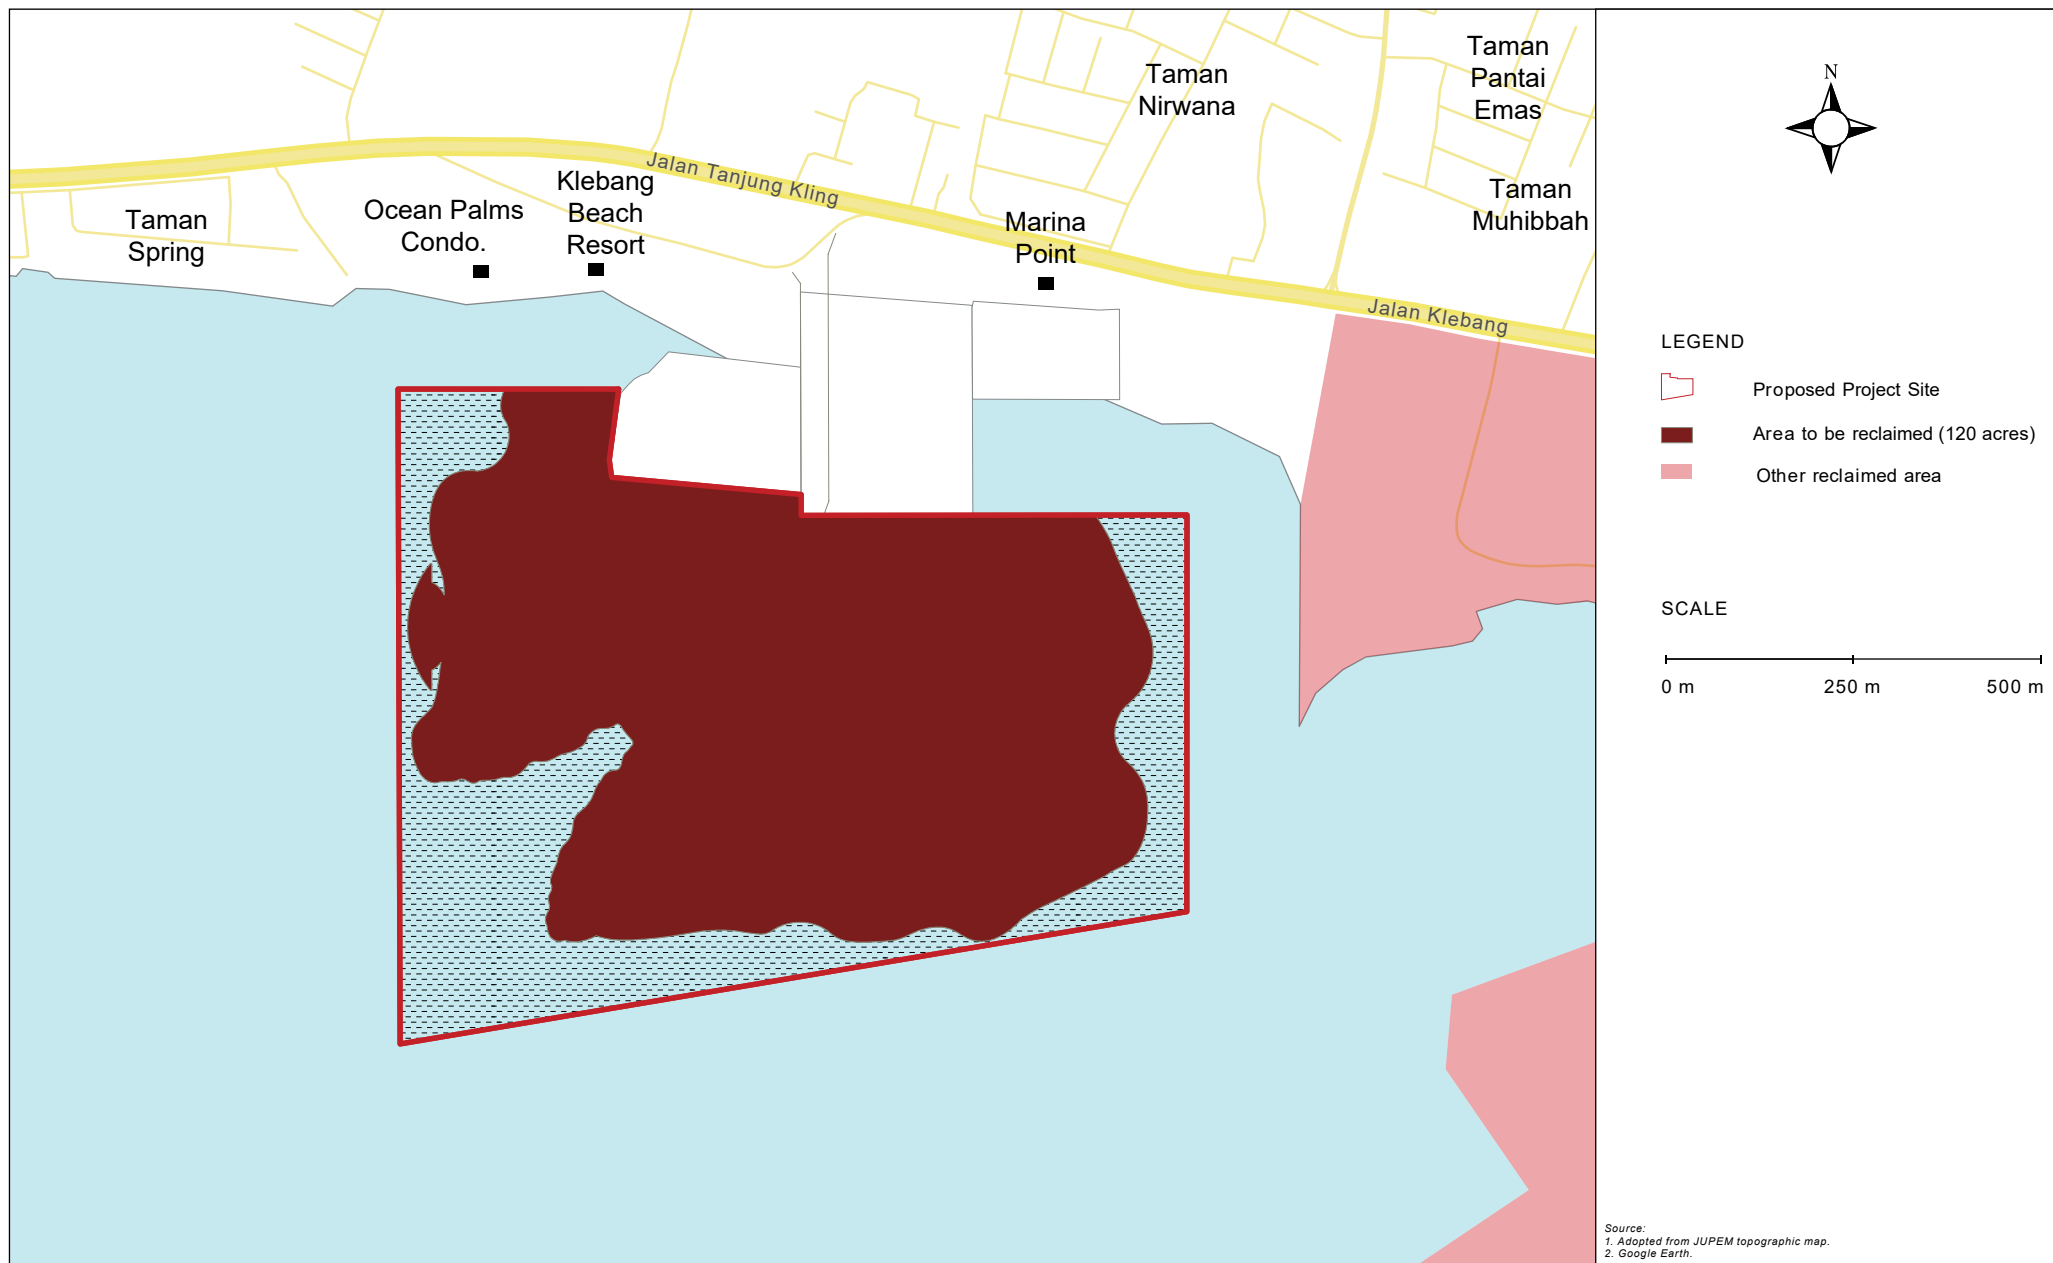 Taman
Pantai
Emas
Taman
Nirwana
N
Jalan Tanjung Kling
Klebang
Beach
Resort
Taman
Muhibbah
Ocean Palms
Condo.
Taman
Spring
Marina
Point
Jalan Klebang
LEGEND
Proposed Project Site
Area to be reclaimed (120 acres)
Other reclaimed area
SCALE
0 m
250 m
500 m
Source:
1. Adopted from JUPEM topographic map.
2. Google Earth.